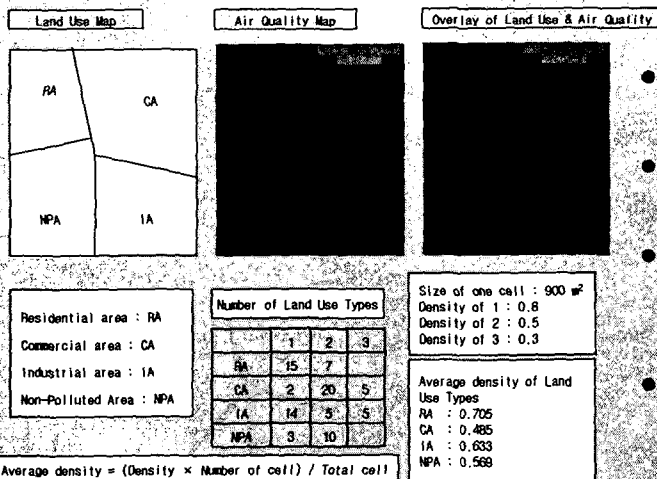 Land Use Map
Air Quality Map
Overlay of Land Use & Air Quality
RA
CA
NPA
IA
Residential area : RA
Commercial area : CA
Industrial area : IA
Non-Polluted Area : NPA
Number of Land Use Types
1 2 3
RA 15 7
CA 2 20 5
IA 14 5 5
NPA 3 10
Size of one cell : 900 m²
Density of 1 : 0.8
Density of 2 : 0.5
Density of 3 : 0.3
Average density of Land
Use Types
RA : 0.705
CA : 0.485
IA : 0.633
NPA : 0.569
Average density = (Density × Number of cell) / Total cell